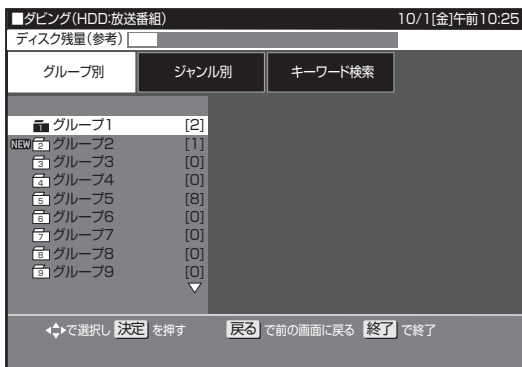 ■ダビング(HDD:放送番組) 10/1[金]午前10:25
ディスク残量(参考)
グループ別 ジャンル別 キーワード検索
1 グループ1 [2]
NEW 2 グループ2 [1]
3 グループ3 [0]
4 グループ4 [0]
5 グループ5 [8]
6 グループ6 [0]
7 グループ7 [0]
8 グループ8 [0]
9 グループ9 [0]
で選択し 決定 を押す 戻る で前の画面に戻る 終了 で終了